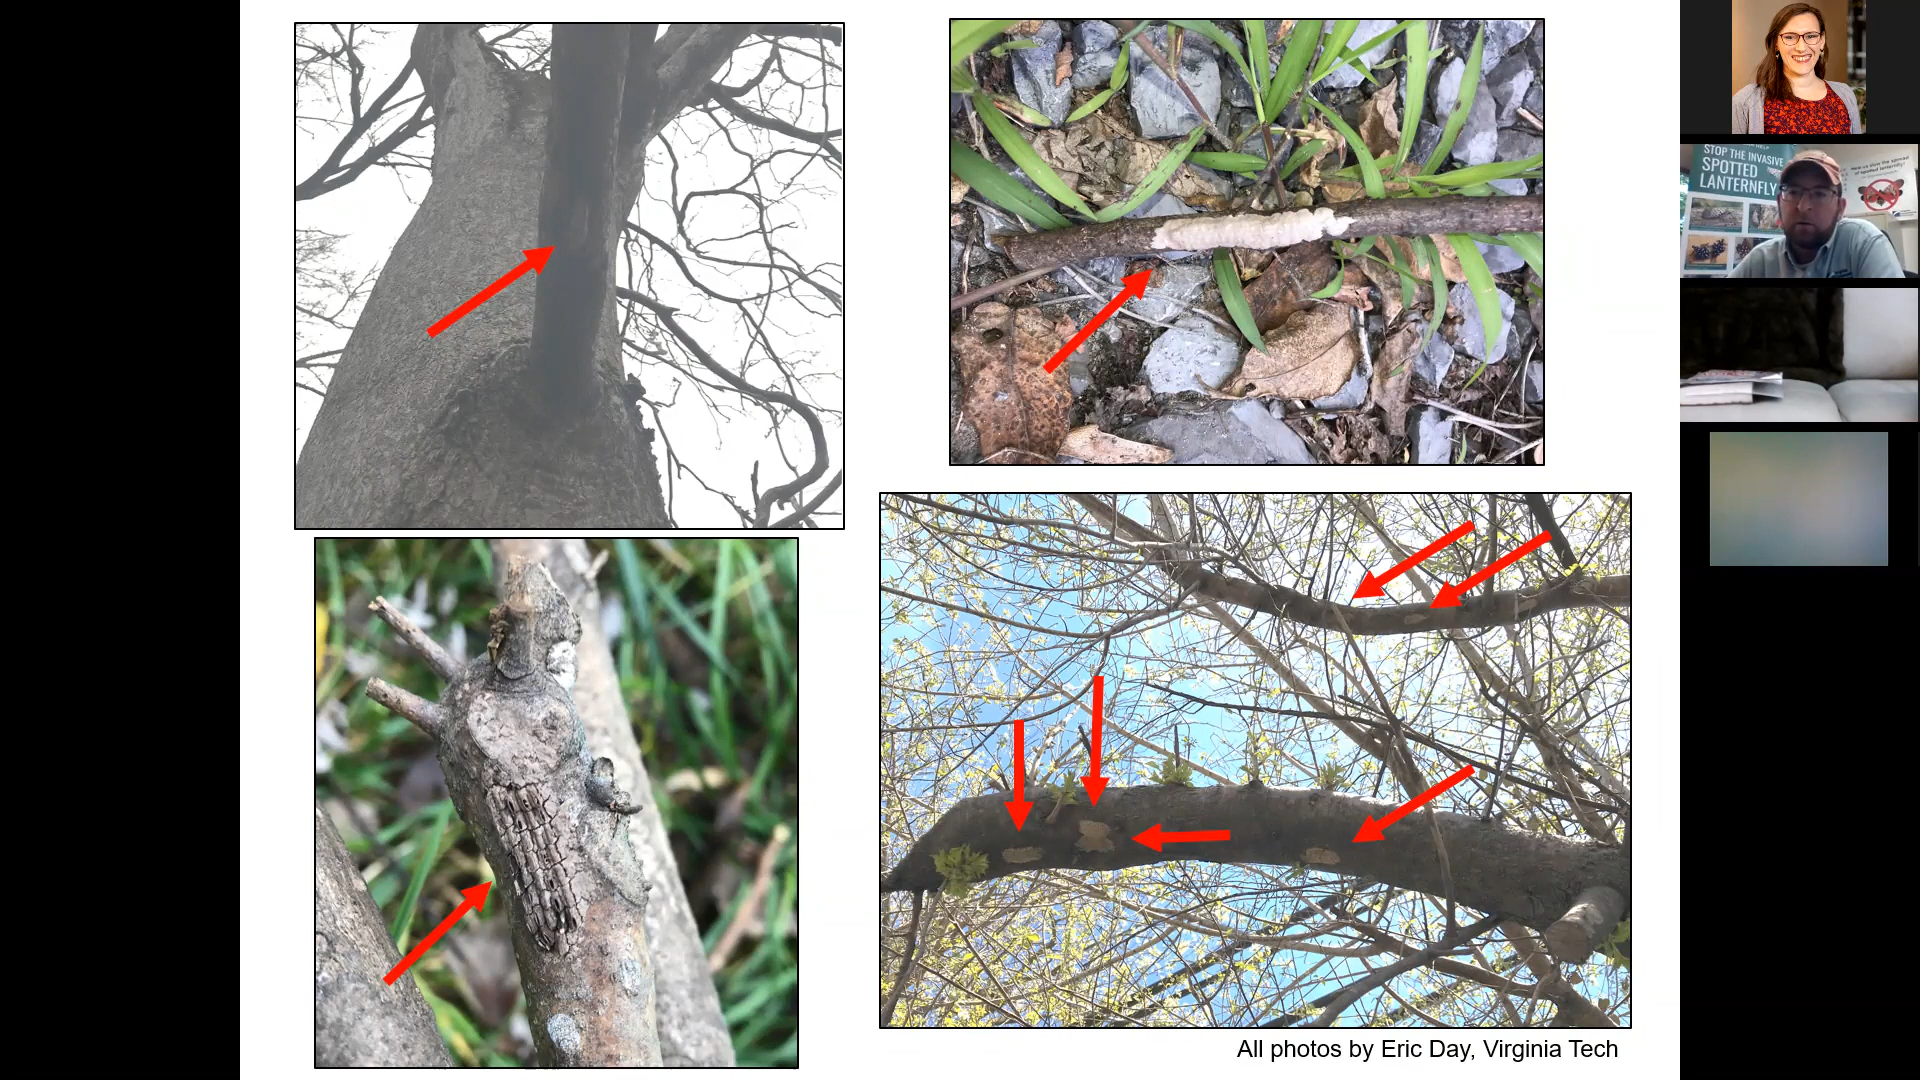 All photos by Eric Day, Virginia Tech
STOP THE INVASIVE
SPOTTED
LANTERNFLY